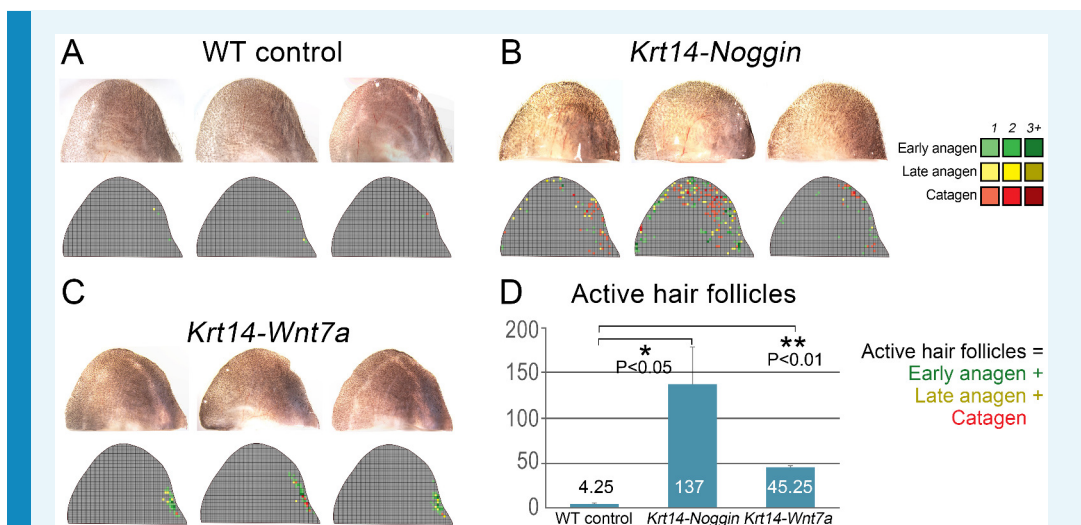 A
WT control
B
Krt14-Noggin
1 2 3+
Early anagen
Late anagen
Catagen
C
Krt14-Wnt7a
D
Active hair follicles
200
150
100
50
0
*
P<0.05
**
P<0.01
4.25
137
45.25
WT control
Krt14-Noggin
Krt14-Wnt7a
Active hair follicles =
Early anagen +
Late anagen +
Catagen